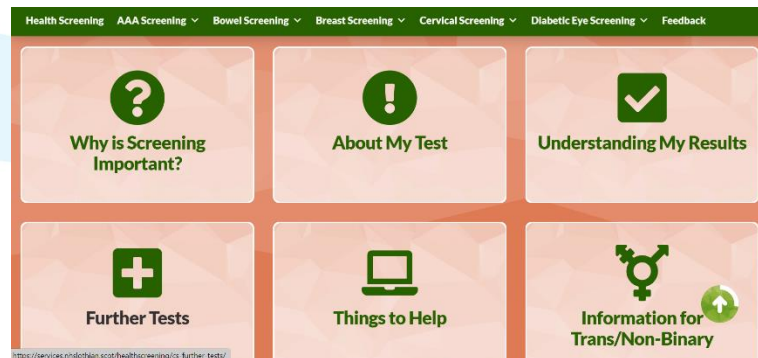 Health Screening AAA Screening Bowel Screening Breast Screening Cervical Screening Diabetic Eye Screening Feedback
Why is Screening
Important?
About My Test
Understanding My Results
Further Tests
Things to Help
Information for
Trans/Non-Binary
https://services.nhslothian.scot/healthscreening/cs-further-tests/